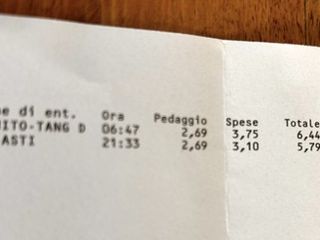 e di ent. Ora Pedaggio Spese Totale
ITO-TANG D 06:47 2,69 3,75 6,44
ASTI 21:33 2,69 3,10 5,79